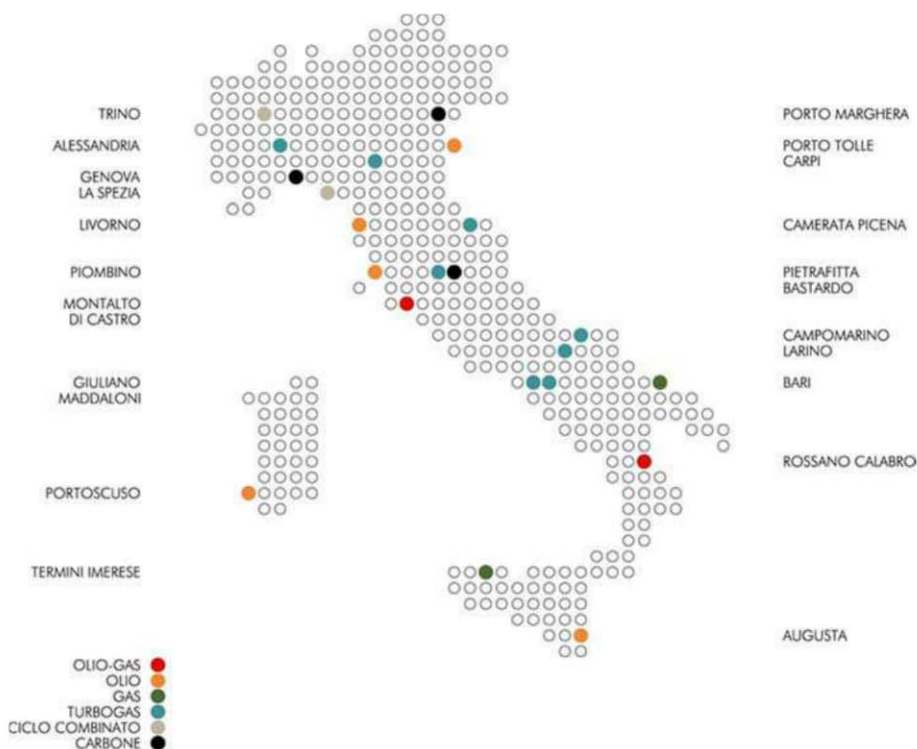 TRINO
PORTO MARGHERA
ALESSANDRIA
PORTO TOLLE
CARPI
GENOVA
LA SPEZIA
LIVORNO
CAMERATA PICENA
PIOMBINO
PIETRAFITTA
BASTARDO
MONTALTO
DI CASTRO
CAMPOMARINO
LARINO
GIULIANO
MADDALONI
BARI
ROSSANO CALABRO
PORTOSCUSO
TERMINI IMERESE
AUGUSTA
OLIO-GAS
OLIO
GAS
TURBOGAS
CICLO COMBINATO
CARBONE